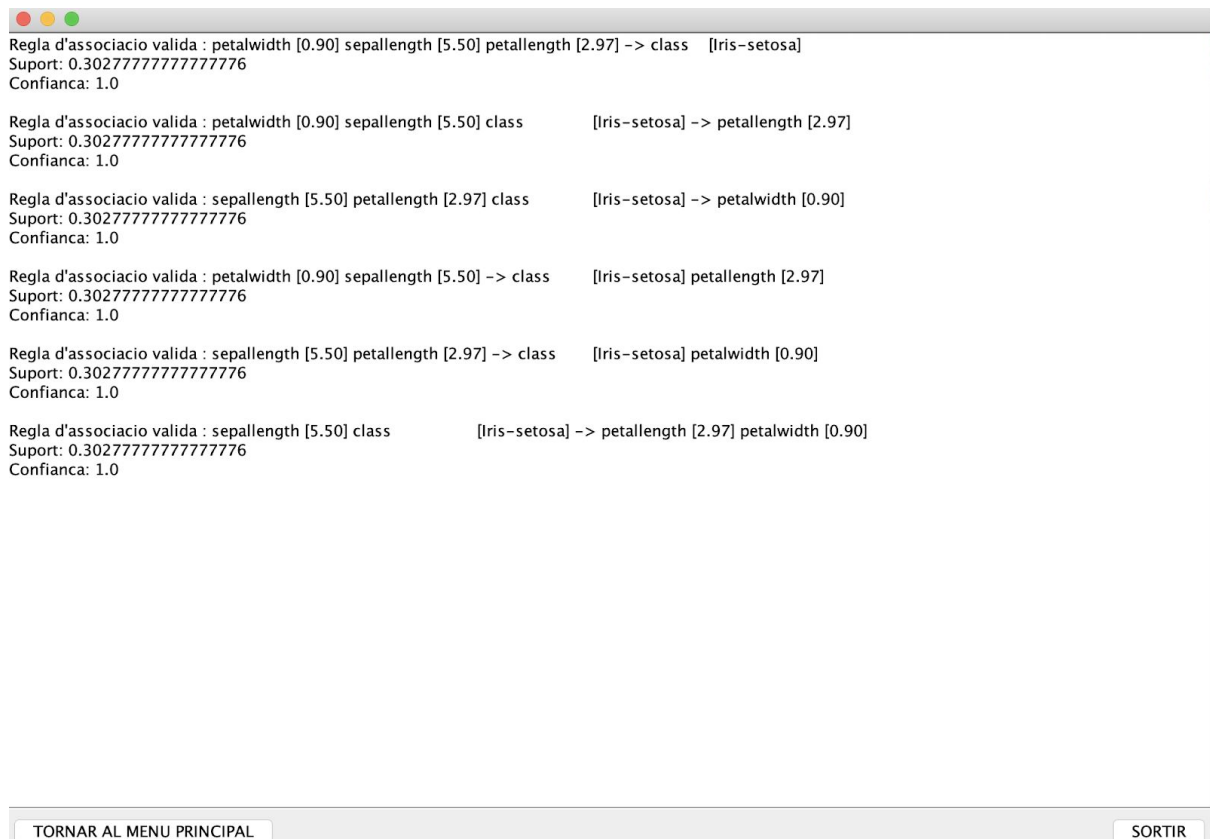 Regla d'associacio valida : petalwidth [0.90] sepallength [5.50] petallength [2.97] -> class [Iris-setosa]
Suport: 0.30277777777777776
Confianca: 1.0
Regla d'associacio valida : petalwidth [0.90] sepallength [5.50] class [Iris-setosa] -> petallength [2.97]
Suport: 0.30277777777777776
Confianca: 1.0
Regla d'associacio valida : sepallength [5.50] petallength [2.97] class [Iris-setosa] -> petalwidth [0.90]
Suport: 0.30277777777777776
Confianca: 1.0
Regla d'associacio valida : petalwidth [0.90] sepallength [5.50] -> class [Iris-setosa] petallength [2.97]
Suport: 0.30277777777777776
Confianca: 1.0
Regla d'associacio valida : sepallength [5.50] petallength [2.97] -> class [Iris-setosa] petalwidth [0.90]
Suport: 0.30277777777777776
Confianca: 1.0
Regla d'associacio valida : sepallength [5.50] class [Iris-setosa] -> petallength [2.97] petalwidth [0.90]
Suport: 0.30277777777777776
Confianca: 1.0
TORNAR AL MENU PRINCIPAL
SORTIR